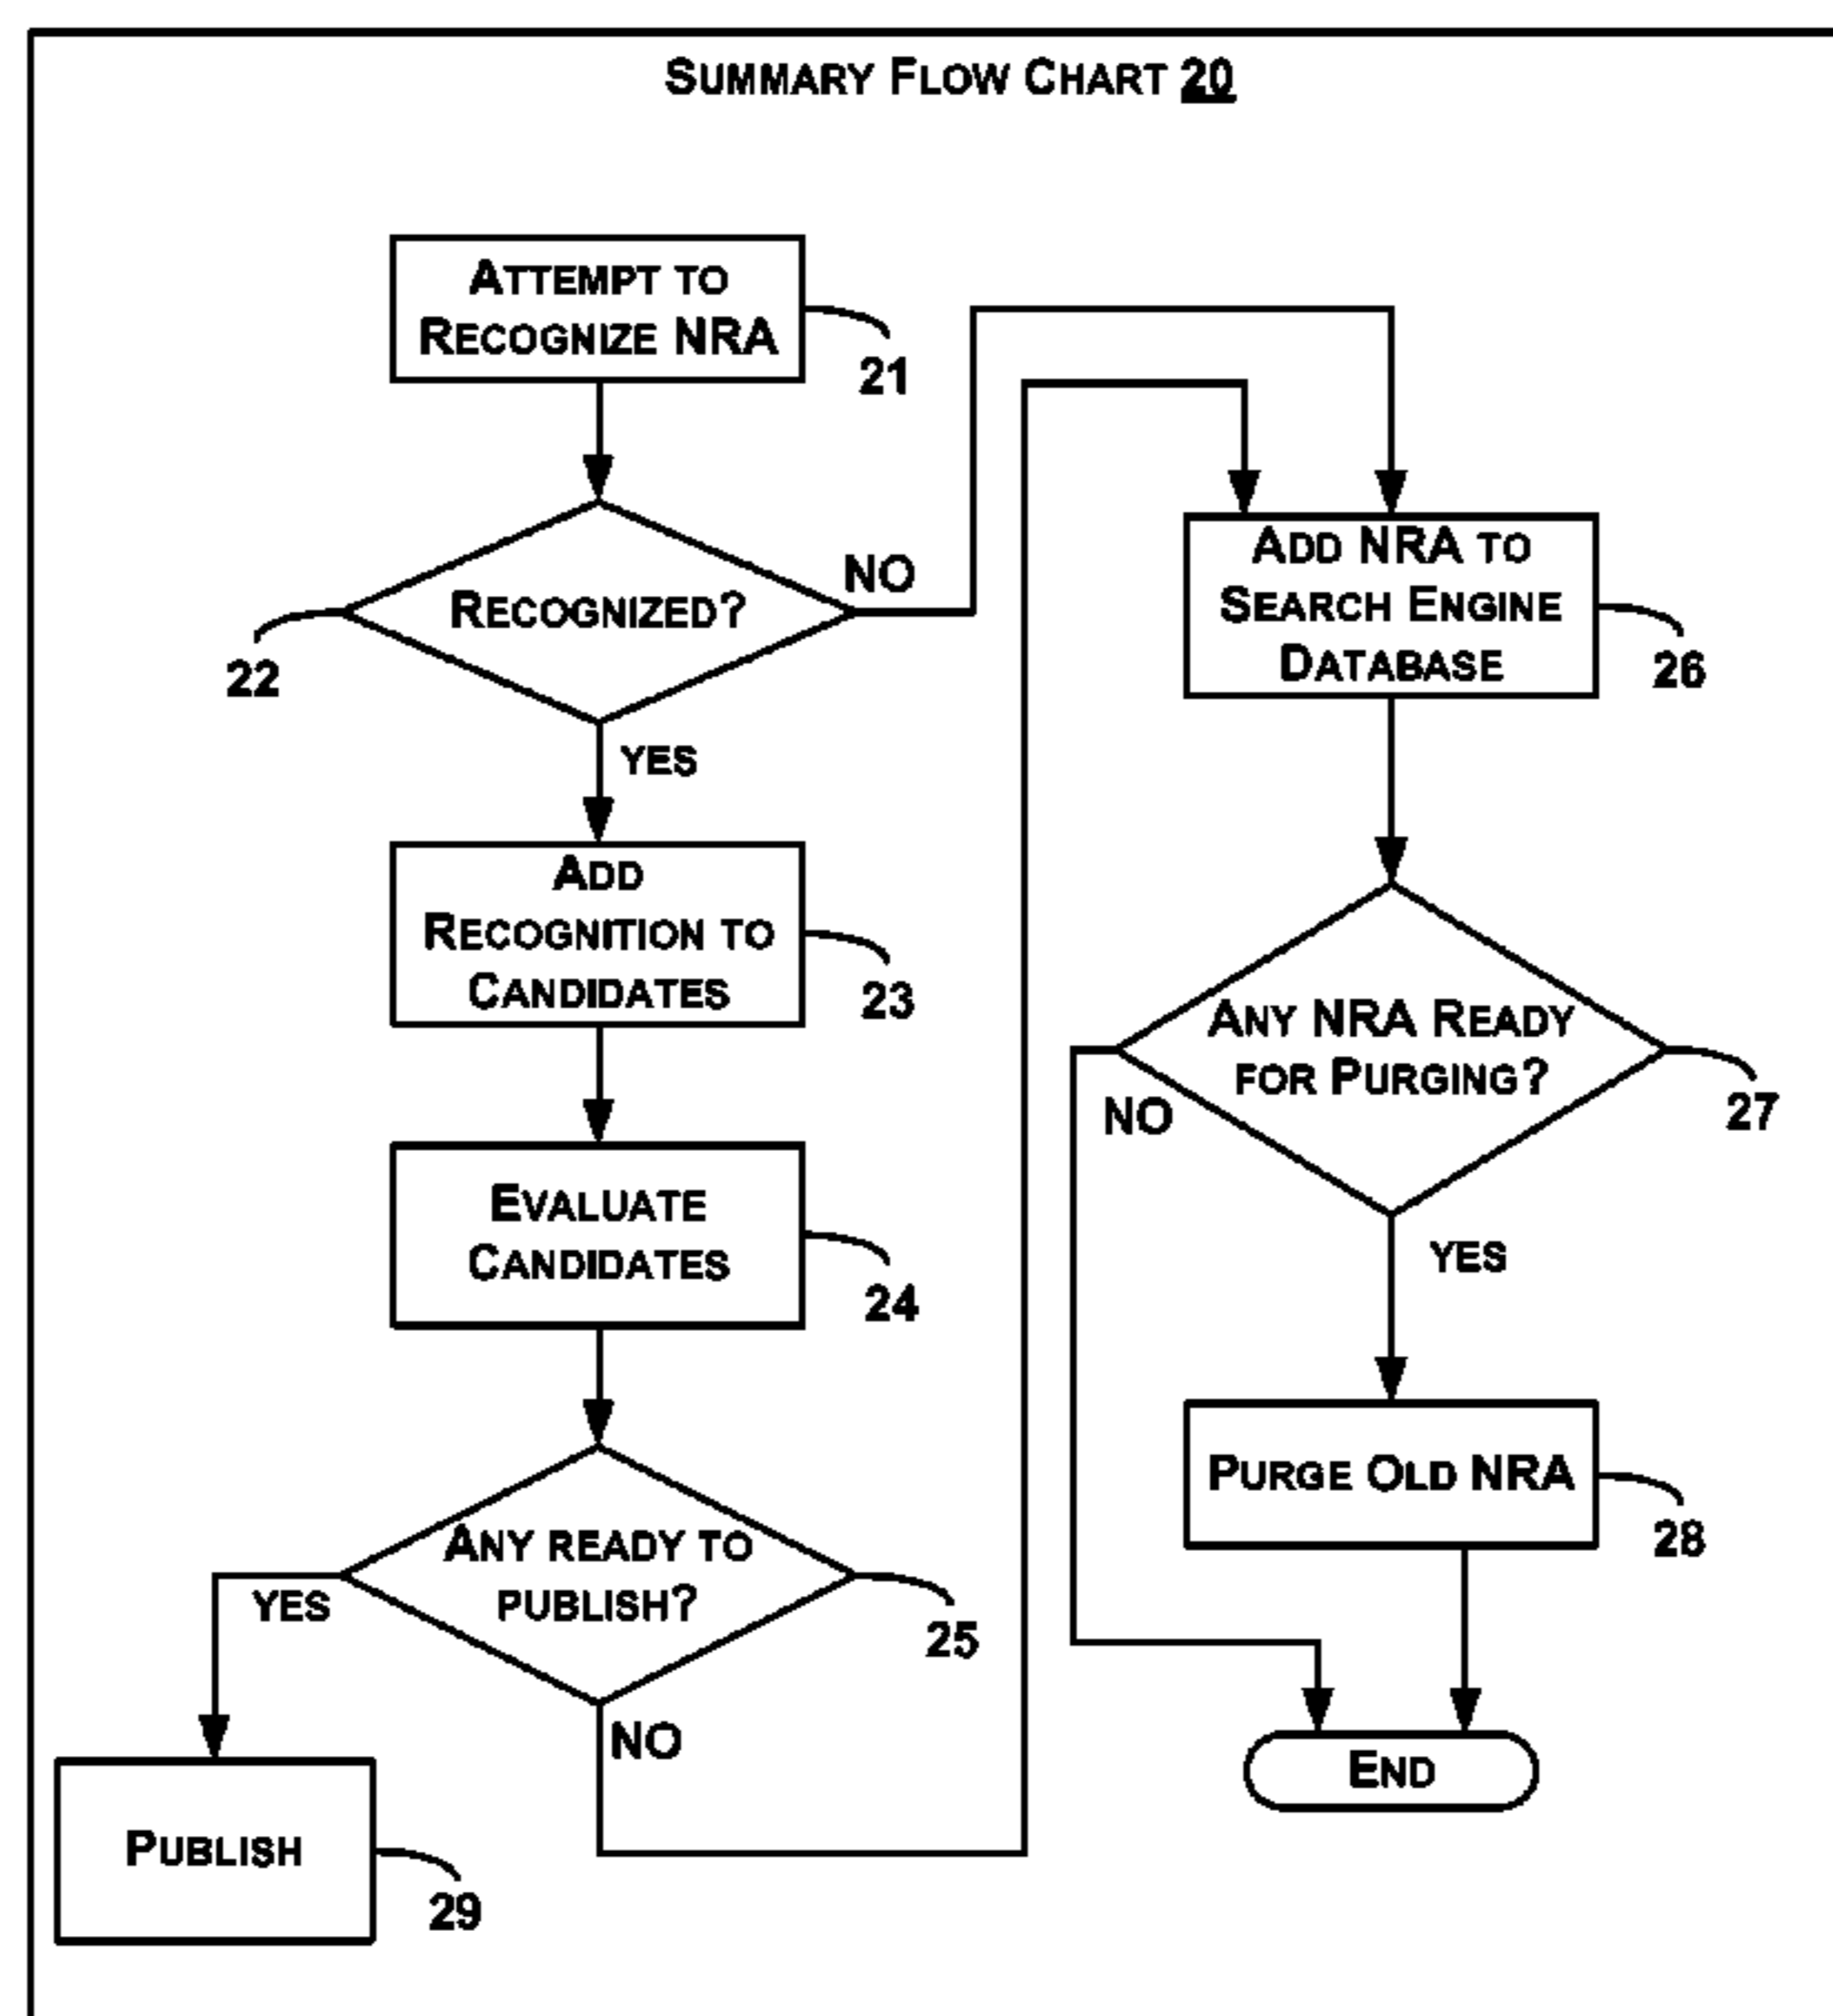 SUMMARY FLOW CHART 20
ATTEMPT TO
RECOGNIZE NRA
21
RECOGNIZED?
NO
22
YES
ADD
RECOGNITION TO
CANDIDATES
23
EVALUATE
CANDIDATES
24
ANY READY TO
PUBLISH?
YES
25
NO
PUBLISH
29
ADD NRA TO
SEARCH ENGINE
DATABASE
26
ANY NRA READY
FOR PURGING?
NO
27
YES
PURGE OLD NRA
28
END